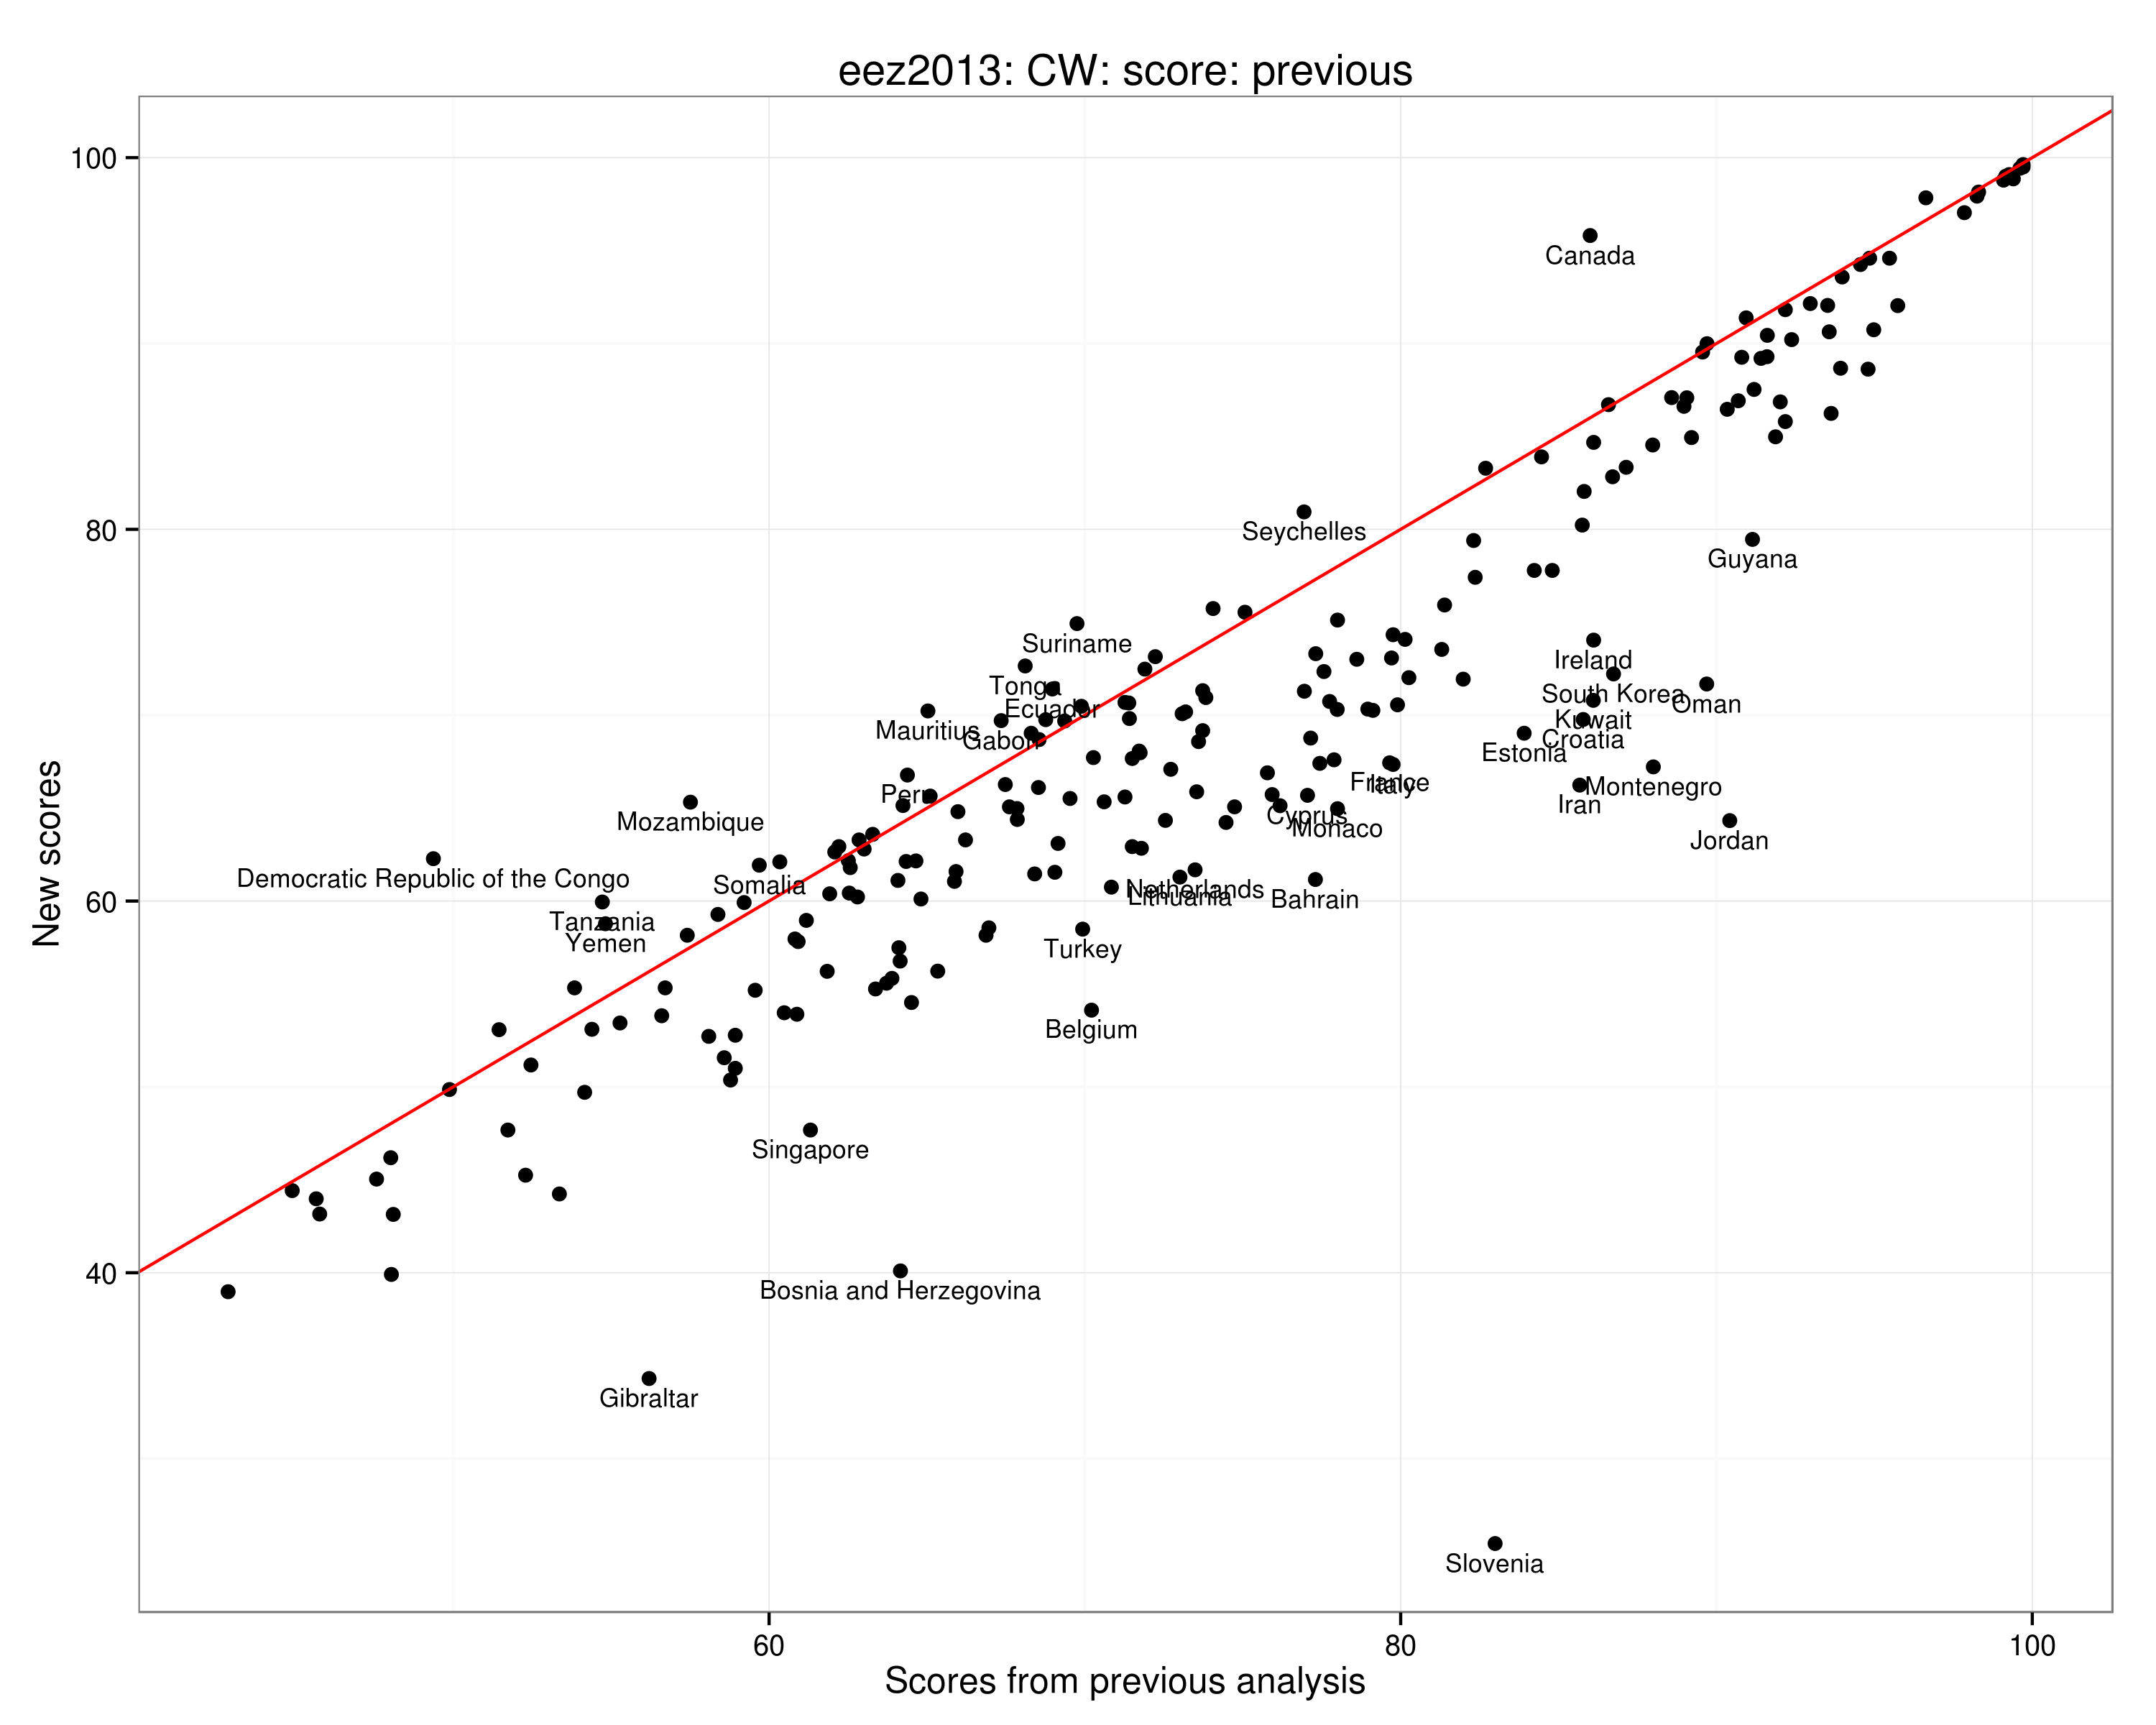 eez2013: CW: score: previous
100
Canada
80
Seychelles
Guyana
Suriname
Ireland
Tonga
South Korea
Oman
Ecuador
Kuwait
Mauritius
Gabon
Croatia
Estonia
France
Italy
Montenegro
Peru
Iran
Mozambique
Cyprus
Monaco
Jordan
Democratic Republic of the Congo
Somalia
Netherlands
Lithuania
Bahrain
60
Tanzania
Yemen
Turkey
Belgium
Singapore
40
Bosnia and Herzegovina
Gibraltar
Slovenia
60
80
100
Scores from previous analysis
New scores